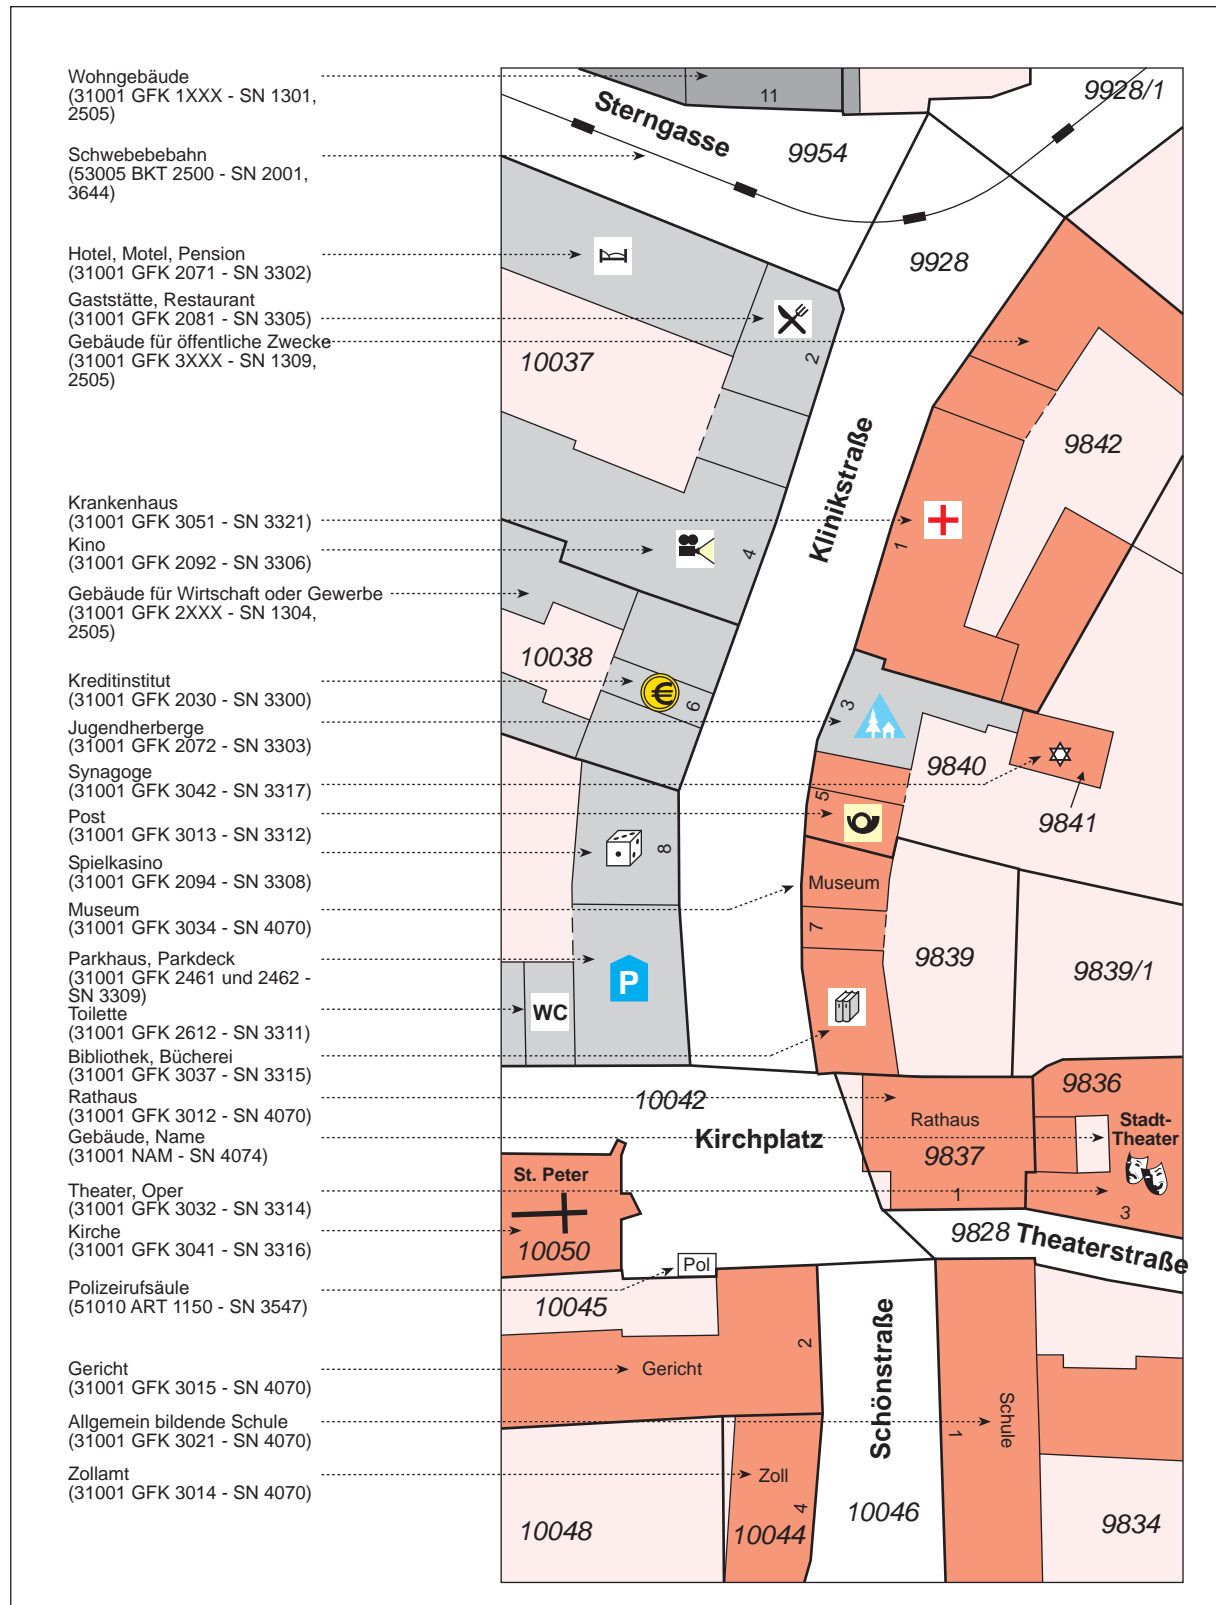 Wohngebäude
(31001 GFK 1XXX - SN 1301,
2505)
Schwebebebahn
(53005 BKT 2500 - SN 2001,
3644)
Hotel, Motel, Pension
(31001 GFK 2071 - SN 3302)
Gaststätte, Restaurant
(31001 GFK 2081 - SN 3305)
Gebäude für öffentliche Zwecke
(31001 GFK 3XXX - SN 1309,
2505)
Krankenhaus
(31001 GFK 3051 - SN 3321)
Kino
(31001 GFK 2092 - SN 3306)
Gebäude für Wirtschaft oder Gewerbe
(31001 GFK 2XXX - SN 1304,
2505)
Kreditinstitut
(31001 GFK 2030 - SN 3300)
Jugendherberge
(31001 GFK 2072 - SN 3303)
Synagoge
(31001 GFK 3042 - SN 3317)
Post
(31001 GFK 3013 - SN 3312)
Spielkasino
(31001 GFK 2094 - SN 3308)
Museum
(31001 GFK 3034 - SN 4070)
Parkhaus, Parkdeck
(31001 GFK 2461 und 2462 -
SN 3309)
Toilette
(31001 GFK 2612 - SN 3311)
Bibliothek, Bücherei
(31001 GFK 3037 - SN 3315)
Rathaus
(31001 GFK 3012 - SN 4070)
Gebäude, Name
(31001 NAM - SN 4074)
Theater, Oper
(31001 GFK 3032 - SN 3314)
Kirche
(31001 GFK 3041 - SN 3316)
Polizeirufsäule
(51010 ART 1150 - SN 3547)
Gericht
(31001 GFK 3015 - SN 4070)
Allgemein bildende Schule
(31001 GFK 3021 - SN 4070)
Zollamt
(31001 GFK 3014 - SN 4070)
11
9928/1
Sterngasse
9954
9928
2
10037
Klinikstraße
9842
4
1
10038
€
6
3
9840
5
9841
8
Museum
7
9839
9839/1
P
WC
10042
9836
Kirchplatz
Rathaus
9837
1
Stadt-
Theater
3
St. Peter
10050
9828
Theaterstraße
Pol
10045
2
Gericht
Schönstraße
1
Schule
Zoll
4
10048
10044
10046
9834